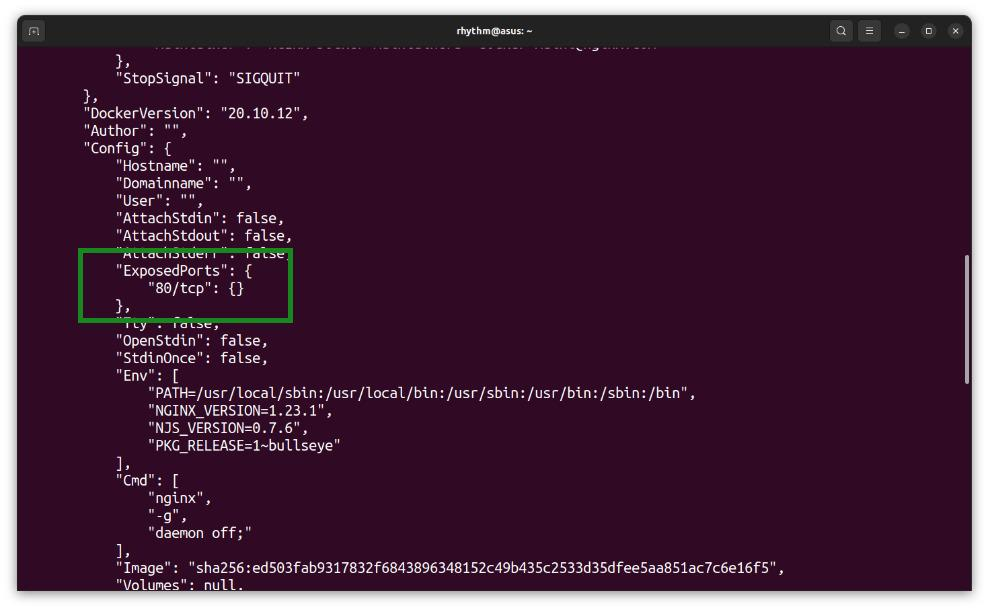 rhythm@asus: ~
},
"StopSignal": "SIGQUIT"
},
"DockerVersion": "20.10.12",
"Author": "",
"Config": {
"Hostname": "",
"Domainname": "",
"User": "",
"AttachStdin": false,
"AttachStdout": false,
"AttachStderr": false,
"ExposedPorts": {
"80/tcp": {}
},
"Tty": false,
"OpenStdin": false,
"StdinOnce": false,
"Env": [
"PATH=/usr/local/sbin:/usr/local/bin:/usr/sbin:/usr/bin:/sbin:/bin",
"NGINX_VERSION=1.23.1",
"NJS_VERSION=0.7.6",
"PKG_RELEASE=1~bullseye"
],
"Cmd": [
"nginx",
"-g",
"daemon off;"
],
"Image": "sha256:ed503fab9317832f6843896348152c49b435c2533d35dfee5aa851ac7c6e16f5",
"Volumes": null,